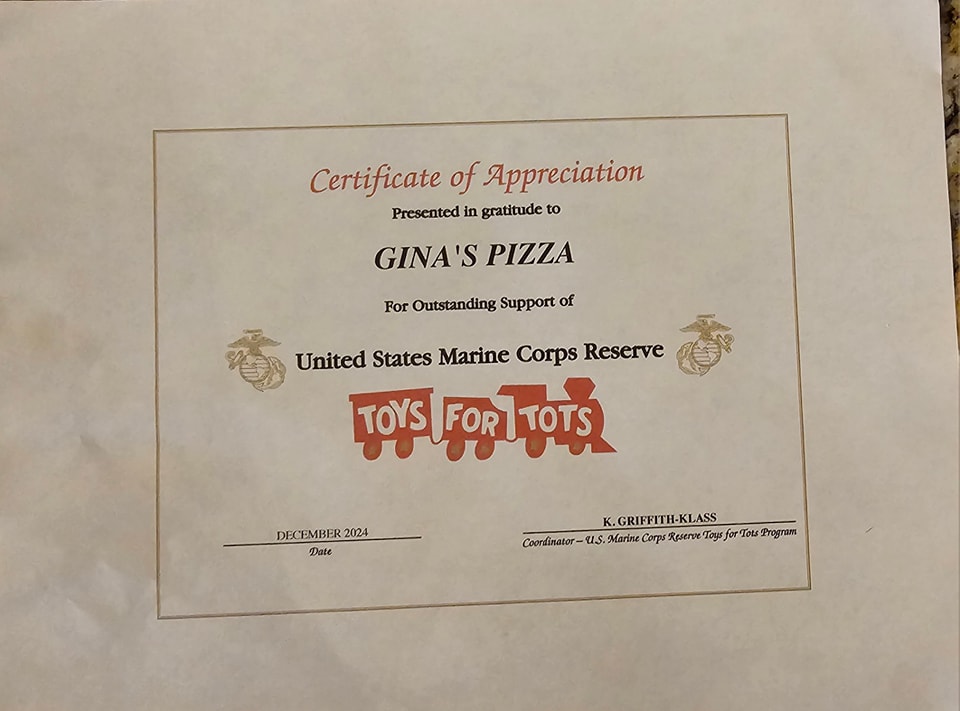 Certificate of Appreciation
Presented in gratitude to
GINA'S PIZZA
For Outstanding Support of
United States Marine Corps Reserve
TOYS FOR TOTS
DECEMBER 2024
Date
K. GRIFFITH-KLASS
Coordinator – U.S. Marine Corps Reserve Toys for Tots Program